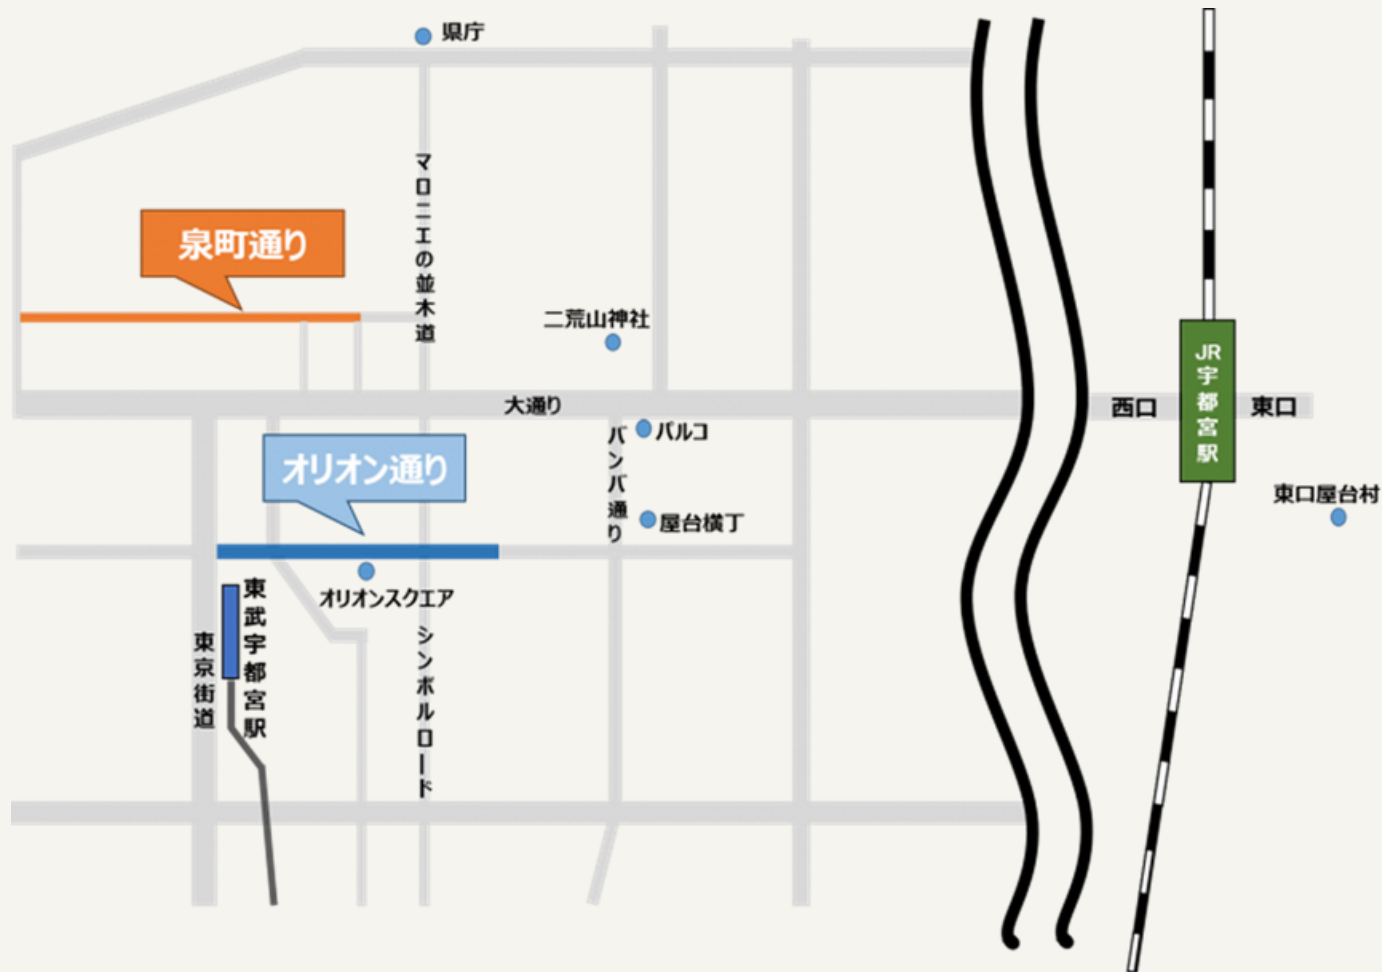 県庁
マロニエの並木道
泉町通り
二荒山神社
JR宇都宮駅
大通り
西口
東口
パルコ
バンバ通り
オリオン通り
東口屋台村
屋台横丁
オリオンスクエア
東武宇都宮駅
東京街道
シンボルロード